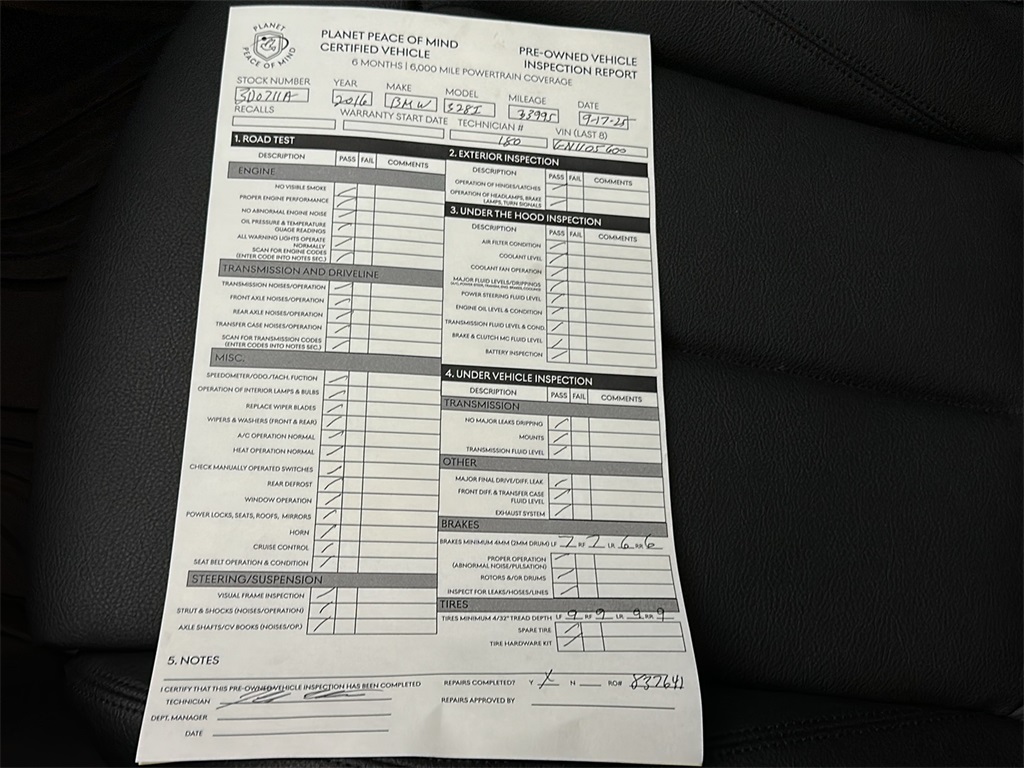 PLANET
PEACE OF MIND
PLANET PEACE OF MIND
CERTIFIED VEHICLE
PRE-OWNED VEHICLE
INSPECTION REPORT
6 MONTHS | 6,000 MILE POWERTRAIN COVERAGE
STOCK NUMBER YEAR MAKE MODEL MILEAGE DATE
3D0711A 2016 BMW 328I 33995 9-17-25
RECALLS WARRANTY START DATE TECHNICIAN # VIN (LAST 8)
180
1. ROAD TEST
DESCRIPTION PASS FAIL COMMENTS
ENGINE
NO VISIBLE SMOKE
PROPER ENGINE PERFORMANCE
NO ABNORMAL ENGINE NOISE
OIL PRESSURE & TEMPERATURE
GUAGE READINGS
ALL WARNING LIGHTS OPERATE
NORMALLY
SCAN FOR ENGINE CODES
(ENTER CODE INTO NOTES SEC.)
TRANSMISSION AND DRIVELINE
TRANSMISSION NOISES/OPERATION
FRONT AXLE NOISES/OPERATION
REAR AXLE NOISES/OPERATION
TRANSFER CASE NOISES/OPERATION
SCAN FOR TRANSMISSION CODES
(ENTER CODES INTO NOTES SEC.)
MISC.
SPEEDOMETER/ODO./TACH. FUCTION
OPERATION OF INTERIOR LAMPS & BULBS
REPLACE WIPER BLADES
WIPERS & WASHERS (FRONT & REAR)
A/C OPERATION NORMAL
HEAT OPERATION NORMAL
CHECK MANUALLY OPERATED SWITCHES
REAR DEFROST
WINDOW OPERATION
POWER LOCKS, SEATS, ROOFS, MIRRORS
HORN
CRUISE CONTROL
SEAT BELT OPERATION & CONDITION
STEERING/SUSPENSION
VISUAL FRAME INSPECTION
STRUT & SHOCKS (NOISES/OPERATION)
AXLE SHAFTS/CV BOOKS (NOISES/OP.)
2. EXTERIOR INSPECTION
DESCRIPTION PASS FAIL COMMENTS
OPERATION OF HINGES/LATCHES
OPERATION OF HEADLAMPS, BRAKE
LAMPS, TURN SIGNALS
3. UNDER THE HOOD INSPECTION
DESCRIPTION PASS FAIL COMMENTS
AIR FILTER CONDITION
COOLANT LEVEL
COOLANT FAN OPERATION
MAJOR FLUID LEVELS/DRIPPINGS
POWER STEERING FLUID LEVEL
ENGINE OIL LEVEL & CONDITION
TRANSMISSION FLUID LEVEL & COND.
BRAKE & CLUTCH MC FLUID LEVEL
BATTERY INSPECTION
4. UNDER VEHICLE INSPECTION
DESCRIPTION PASS FAIL COMMENTS
TRANSMISSION
NO MAJOR LEAKS DRIPPING
MOUNTS
TRANSMISSION FLUID LEVEL
OTHER
MAJOR FINAL DRIVE/DIFF. LEAK
FRONT DIFF. & TRANSFER CASE
FLUID LEVEL
EXHAUST SYSTEM
BRAKES
BRAKES MINIMUM 4MM (2MM DRUM) LF 7 RF 7 LR 6 RR 6
PROPER OPERATION
(ABNORMAL NOISE/PULSATION)
ROTORS &/OR DRUMS
INSPECT FOR LEAKS/HOSES/LINES
TIRES
TIRES MINIMUM 4/32" TREAD DEPTH LF 9 RF 9 LR 9 RR 9
SPARE TIRE
TIRE HARDWARE KIT
5. NOTES
I CERTIFY THAT THIS PRE-OWNED VEHICLE INSPECTION HAS BEEN COMPLETED
TECHNICIAN
DEPT. MANAGER
DATE
REPAIRS COMPLETED? Y X N RO# 837641
REPAIRS APPROVED BY